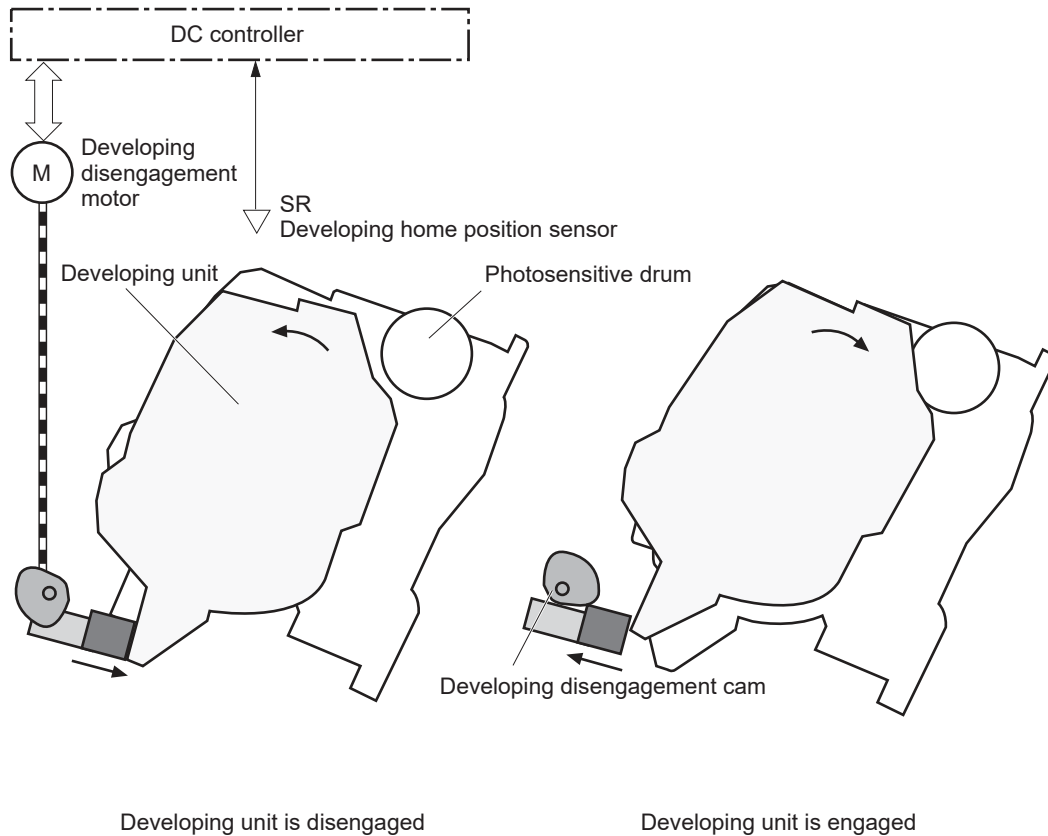 DC controller
M
Developing
disengagement
motor
SR
Developing home position sensor
Developing unit
Photosensitive drum
Developing disengagement cam
Developing unit is disengaged
Developing unit is engaged